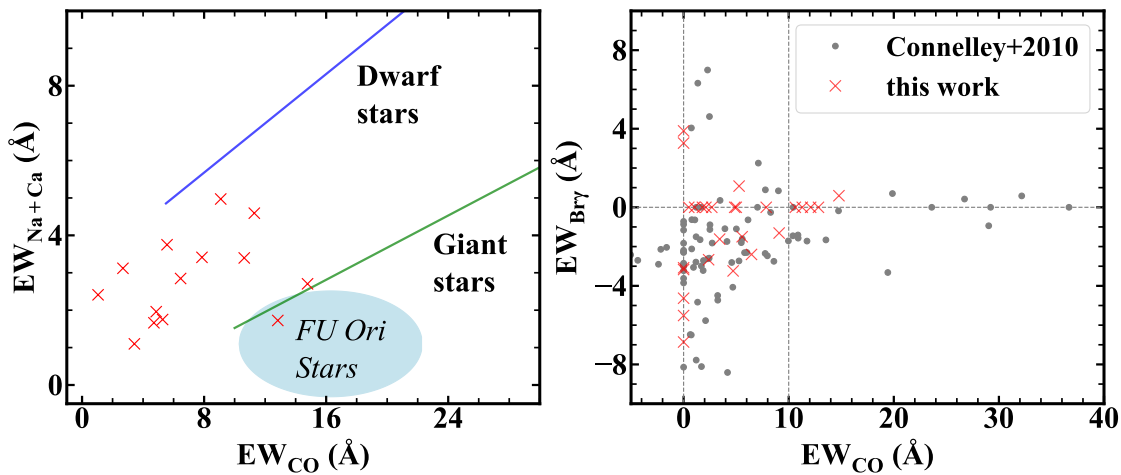 EW_Na+Ca (Å)
8
4
0
Dwarf
stars
Giant
stars
FU Ori
Stars
0 8 16 24
EW_CO (Å)
EW_Brγ (Å)
8
4
0
−4
−8
Connelley+2010
this work
0 10 20 30 40
EW_CO (Å)